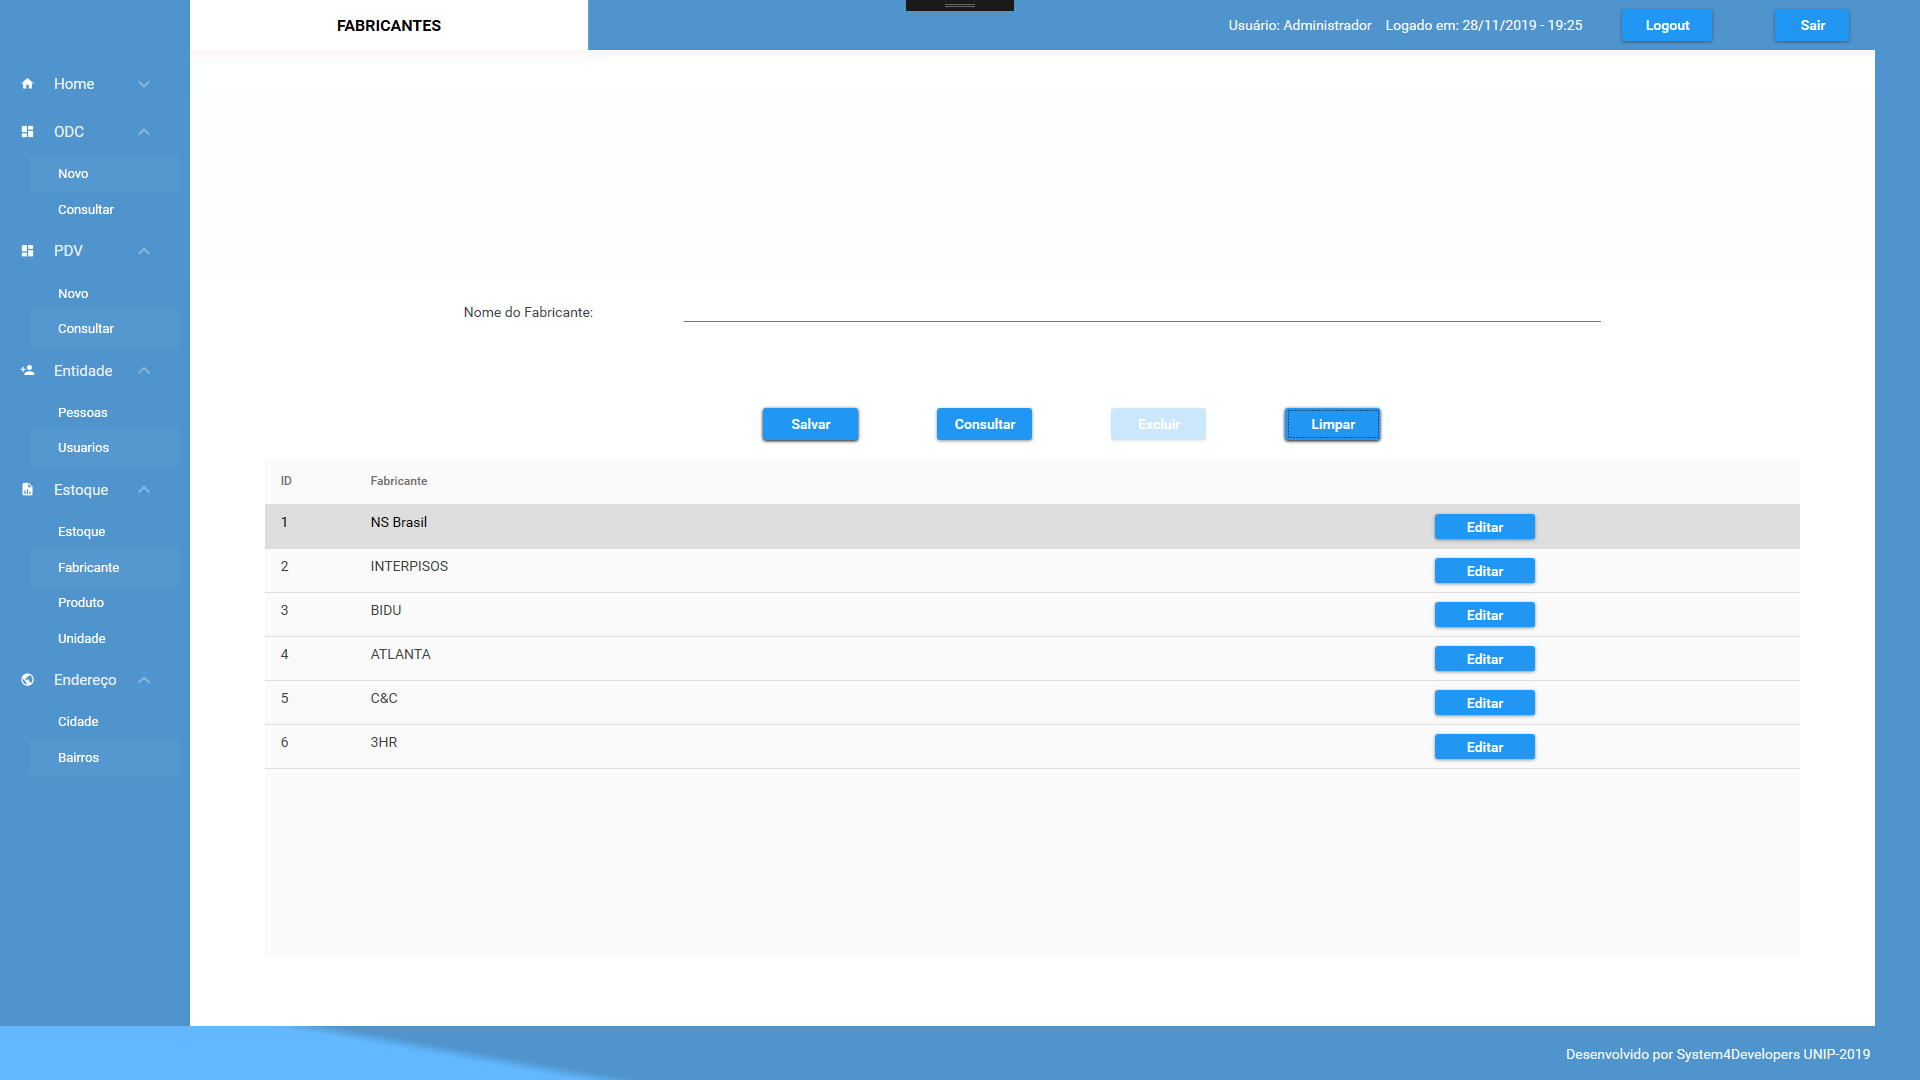 FABRICANTES
Usuário: Administrador Logado em: 28/11/2019 - 19:25
Logout
Sair
Home
ODC
Novo
Consultar
PDV
Novo
Consultar
Entidade
Pessoas
Usuarios
Estoque
Estoque
Fabricante
Produto
Unidade
Endereço
Cidade
Bairros
Nome do Fabricante:
Salvar Consultar Excluir Limpar
ID Fabricante
1 NS Brasil Editar
2 INTERPISOS Editar
3 BIDU Editar
4 ATLANTA Editar
5 C&C Editar
6 3HR Editar
Desenvolvido por System4Developers UNIP-2019